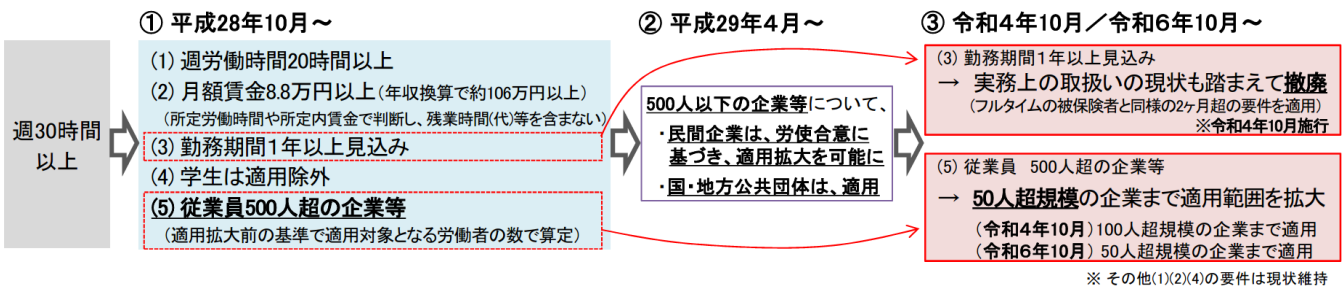 ① 平成28年10月～
② 平成29年４月～
③ 令和４年10月／令和６年10月～
週30時間
以上
(1) 週労働時間20時間以上
(2) 月額賃金8.8万円以上(年収換算で約106万円以上)
(所定労働時間や所定内賃金で判断し、残業時間(代)等を含まない)
(3) 勤務期間１年以上見込み
(4) 学生は適用除外
(5) 従業員500人超の企業等
(適用拡大前の基準で適用対象となる労働者の数で算定)
500人以下の企業等について、
・民間企業は、労使合意に
基づき、適用拡大を可能に
・国・地方公共団体は、適用
(3) 勤務期間１年以上見込み
→ 実務上の取扱いの現状も踏まえて撤廃
(フルタイムの被保険者と同様の2ヶ月超の要件を適用)
※令和４年10月施行
(5) 従業員 500人超の企業等
→ 50人超規模の企業まで適用範囲を拡大
(令和４年10月) 100人超規模の企業まで適用
(令和６年10月) 50人超規模の企業まで適用
※ その他(1)(2)(4)の要件は現状維持